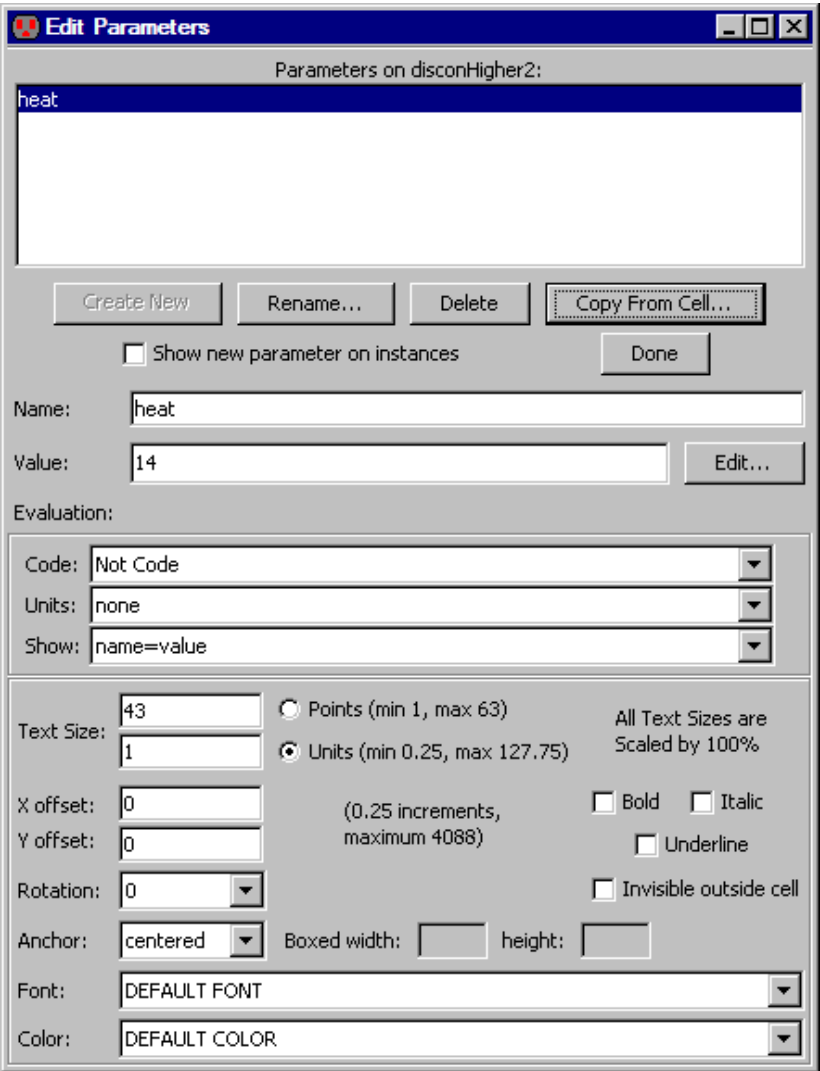 Edit Parameters
Parameters on disconHigher2:
heat
Create New Rename... Delete Copy From Cell...
Show new parameter on instances Done
Name: heat
Value: 14 Edit...
Evaluation:
Code: Not Code
Units: none
Show: name=value
Text Size: 43 Points (min 1, max 63) All Text Sizes are
1 Units (min 0.25, max 127.75) Scaled by 100%
X offset: 0 (0.25 increments, Bold Italic
Y offset: 0 maximum 4088) Underline
Rotation: 0 Invisible outside cell
Anchor: centered Boxed width: height:
Font: DEFAULT FONT
Color: DEFAULT COLOR